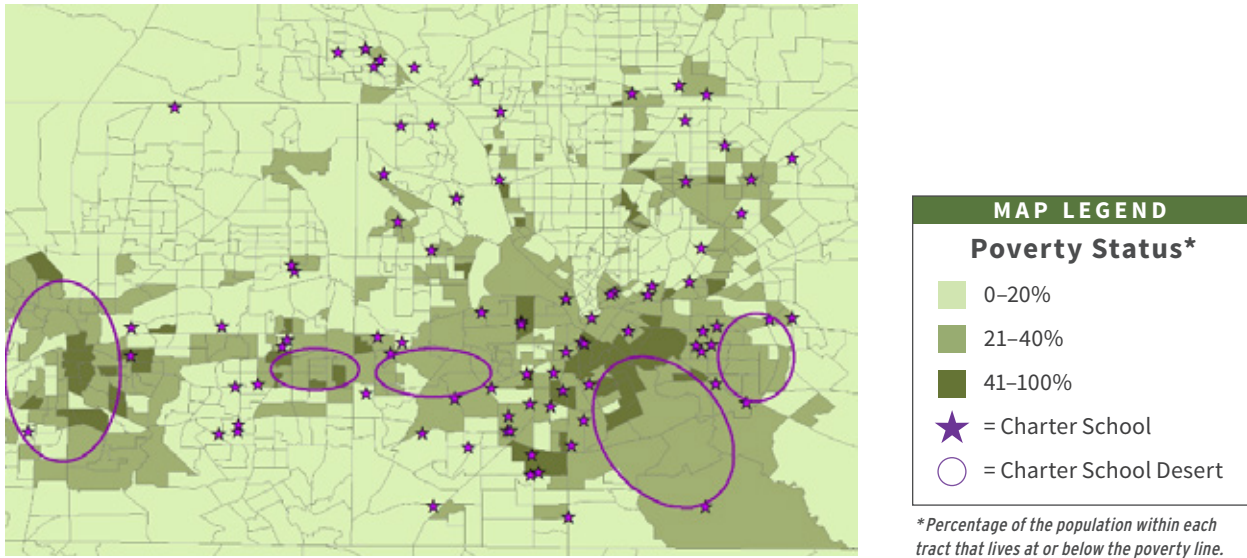 MAP LEGEND
Poverty Status*
0–20%
21–40%
41–100%
= Charter School
= Charter School Desert
*Percentage of the population within each
tract that lives at or below the poverty line.